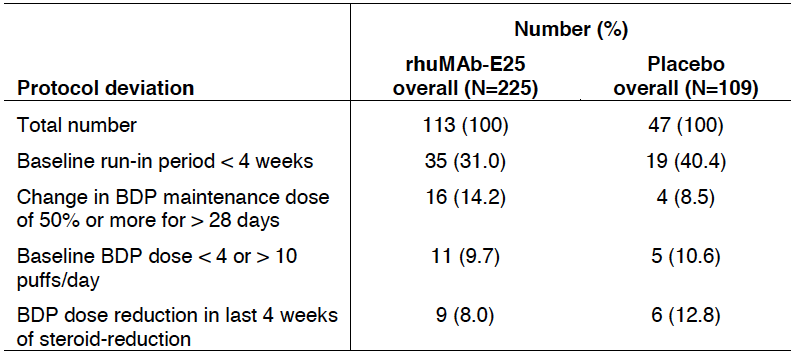 Number (%)
Protocol deviation
rhuMAb-E25
overall (N=225)
Placebo
overall (N=109)
Total number 113 (100) 47 (100)
Baseline run-in period < 4 weeks 35 (31.0) 19 (40.4)
Change in BDP maintenance dose 16 (14.2) 4 (8.5)
of 50% or more for > 28 days
Baseline BDP dose < 4 or > 10 11 (9.7) 5 (10.6)
puffs/day
BDP dose reduction in last 4 weeks 9 (8.0) 6 (12.8)
of steroid-reduction